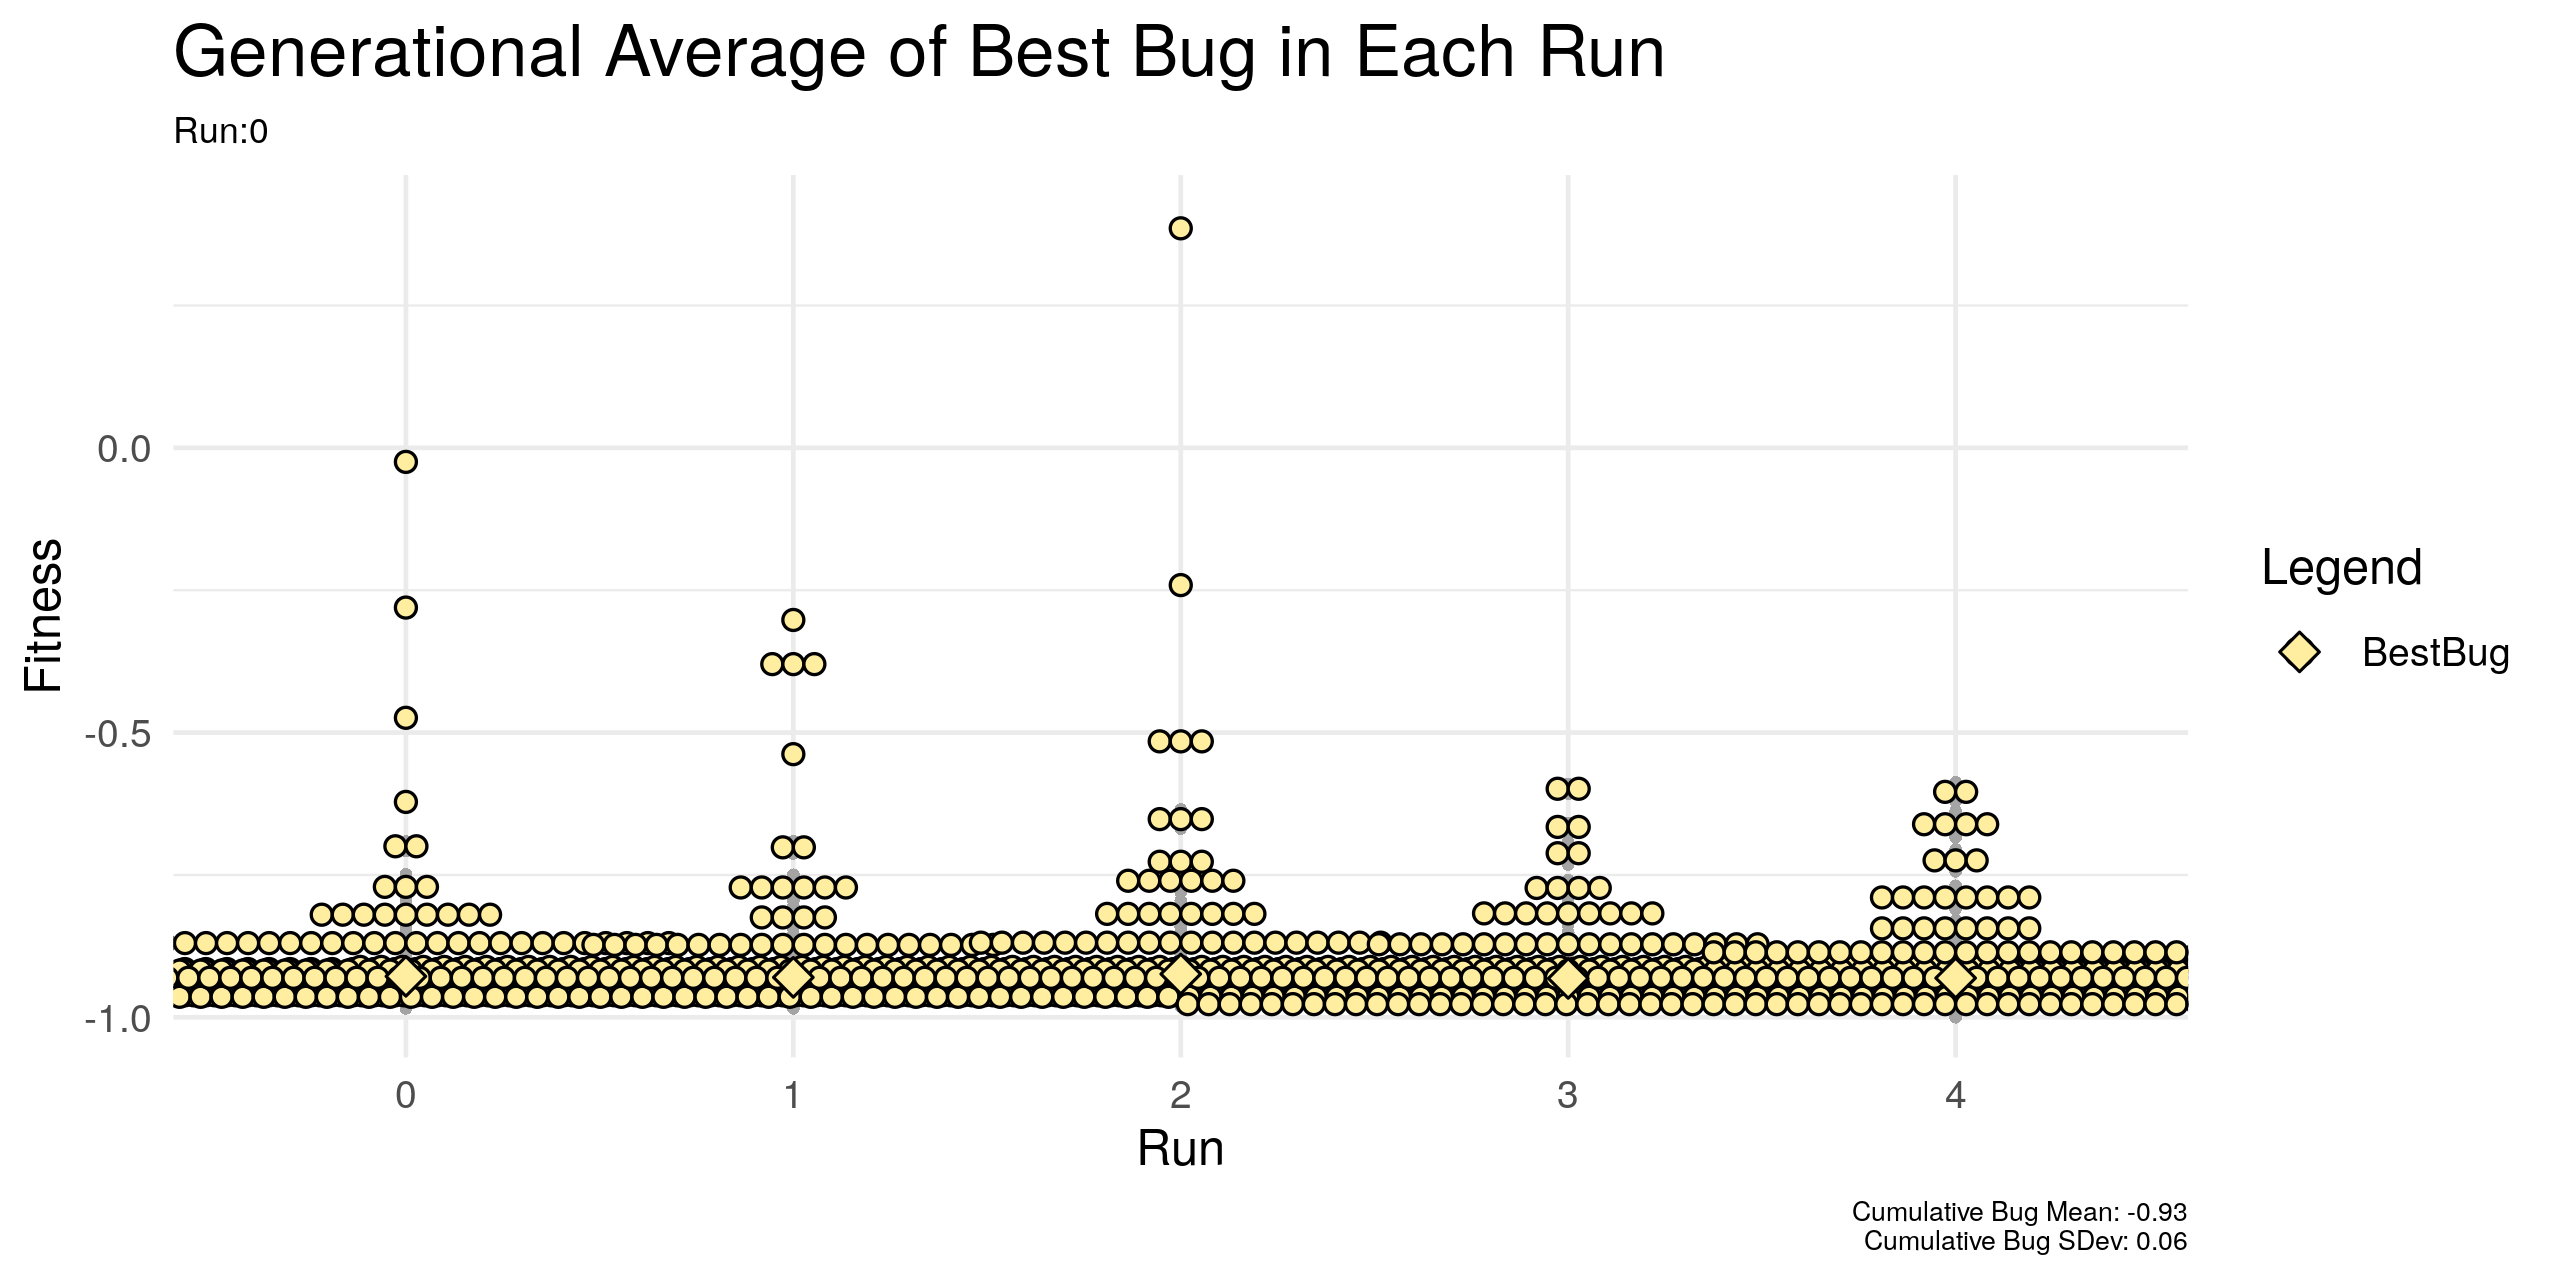 Generational Average of Best Bug in Each Run
Run:0
Fitness
0.0
-0.5
-1.0
0 1 2 3 4
Run
Legend
BestBug
Cumulative Bug Mean: -0.93
Cumulative Bug SDev: 0.06